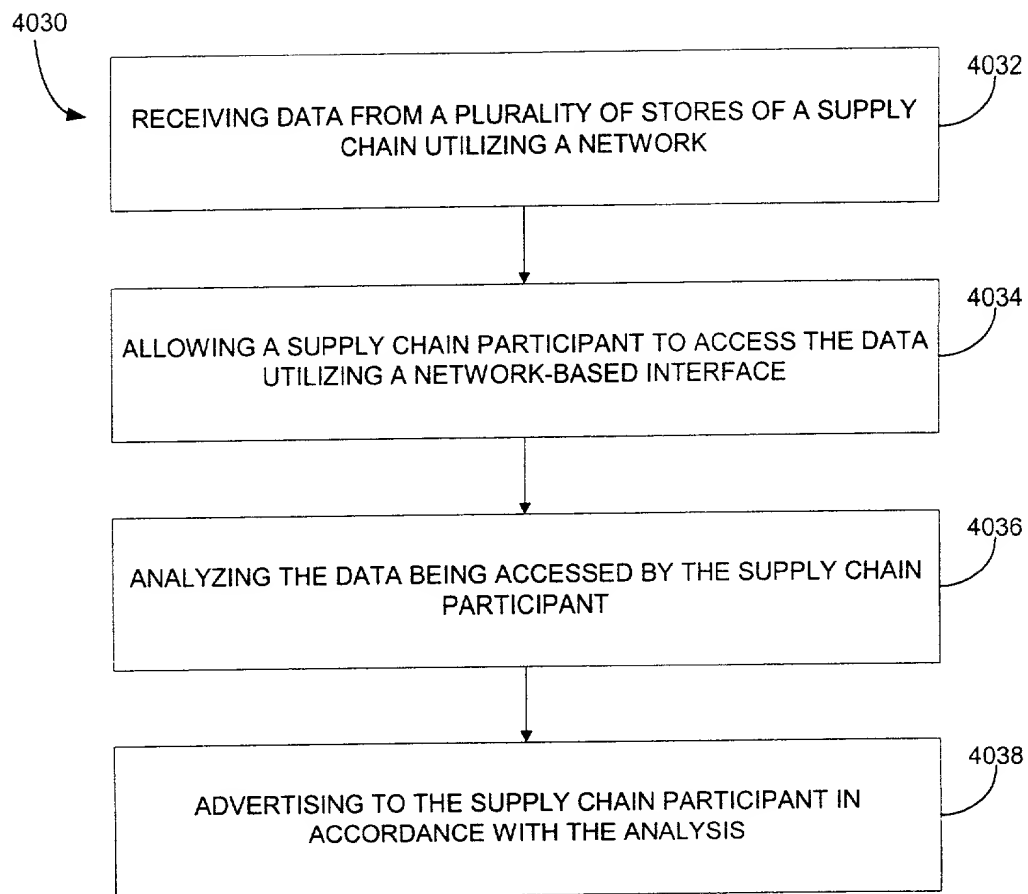 4030
4032
RECEIVING DATA FROM A PLURALITY OF STORES OF A SUPPLY
CHAIN UTILIZING A NETWORK
4034
ALLOWING A SUPPLY CHAIN PARTICIPANT TO ACCESS THE DATA
UTILIZING A NETWORK-BASED INTERFACE
4036
ANALYZING THE DATA BEING ACCESSED BY THE SUPPLY CHAIN
PARTICIPANT
4038
ADVERTISING TO THE SUPPLY CHAIN PARTICIPANT IN
ACCORDANCE WITH THE ANALYSIS